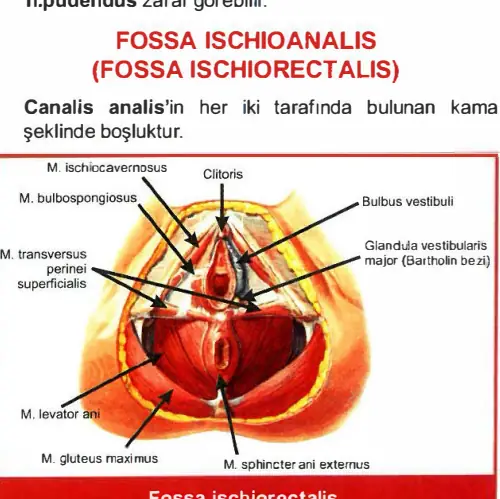 n.pudendus zarar görebilir.
FOSSA ISCHIOANALIS
(FOSSA ISCHIORECTALIS)
Canalis analis'in her iki tarafında bulunan kama
şeklinde boşluktur.
M. ischiocavernosus
Clitoris
M. bulbospongiosus
Bulbus vestibuli
M. transversus
perinei
superficialis
Glandula vestibularis
major (Bartholin bezi)
M. levator ani
M. gluteus maximus
M. sphincter ani externus
Fossa ischiorectalis